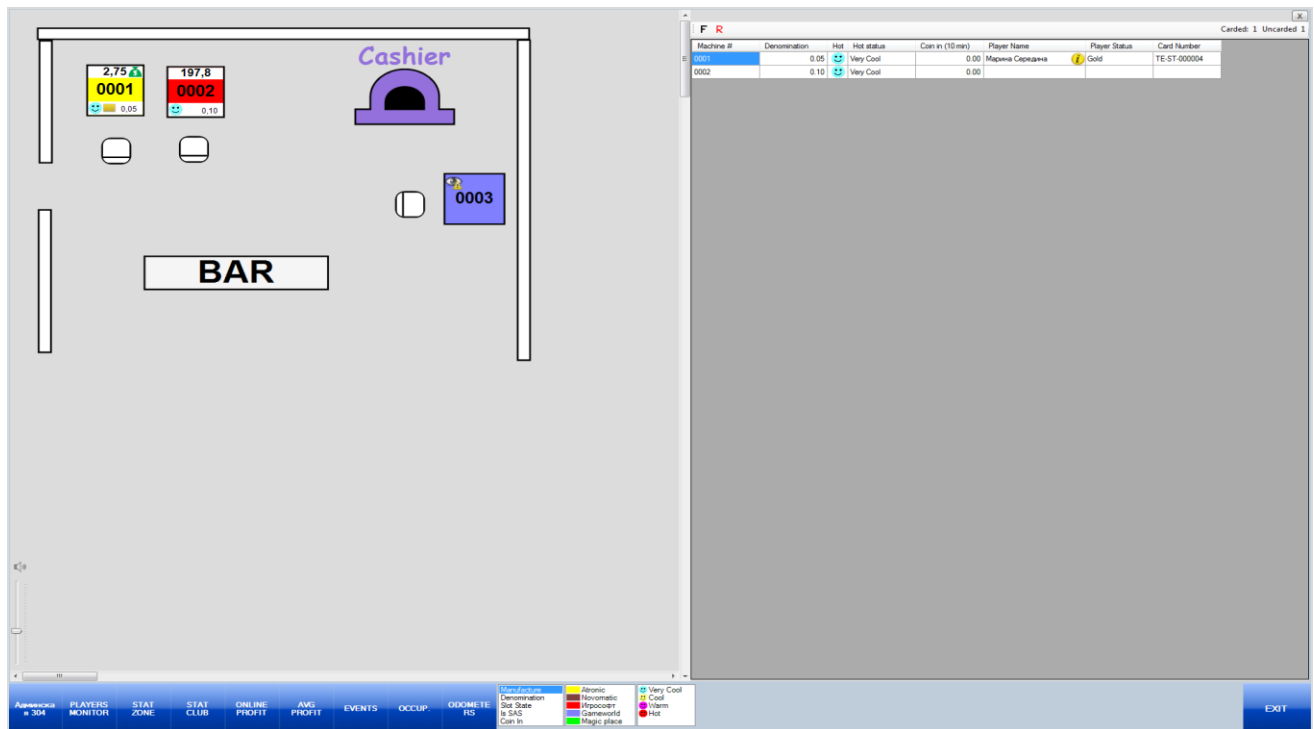 Cashier
2,75
0001
0,05
197,8
0002
0,10
0003
BAR
X
F R
Carded: 1 Uncarded 1
Machine # Denomination Hot Hot status Coin in (10 min) Player Name Player Status Card Number
0001 0.05 Very Cool 0.00 Марина Середина Gold TE-ST-000004
0002 0.10 Very Cool 0.00
PLAYERS
MONITOR
STAT
ZONE
STAT
CLUB
ONLINE
PROFIT
AVG
PROFIT
EVENTS
OCCUP.
ODOMETE
RS
Manufacture
Denomination
Slot State
Is SAS
Coin In
Atronic
Novomatic
Игрософт
Gameworld
Magic place
Very Cool
Cool
Warm
Hot
EXIT